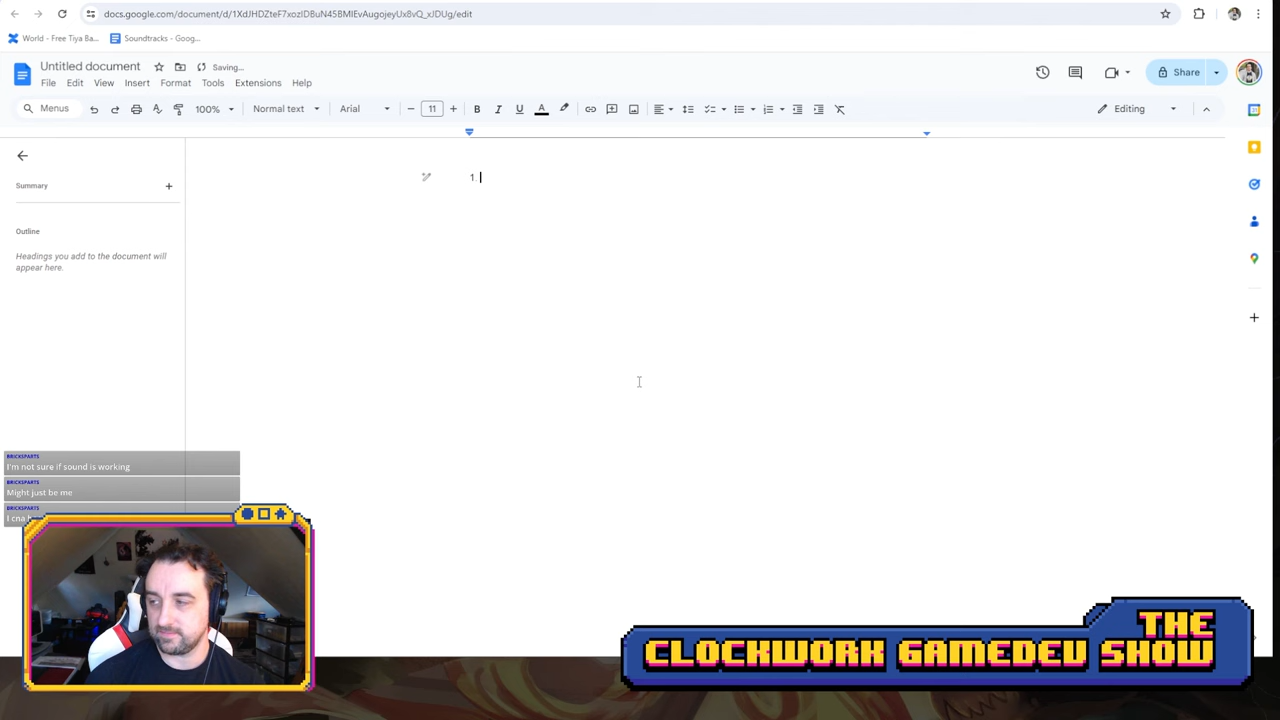 docs.google.com/document/d/1XdJHDZteF7xozIDBuN45BMIEvAugojeyUx8vQ_xJDUg/edit
World - Free Tiya Ba...
Soundtracks - Goog...
Untitled document
Saving...
File Edit View Insert Format Tools Extensions Help
Share
Menus
100%
Normal text
Arial
11
Editing
1.
Summary
Outline
Headings you add to the document will
appear here.
BRICKSPARTS
I'm not sure if sound is working
BRICKSPARTS
Might just be me
BRICKSPARTS
I cna
THE
CLOCKWORK GAMEDEV SHOW